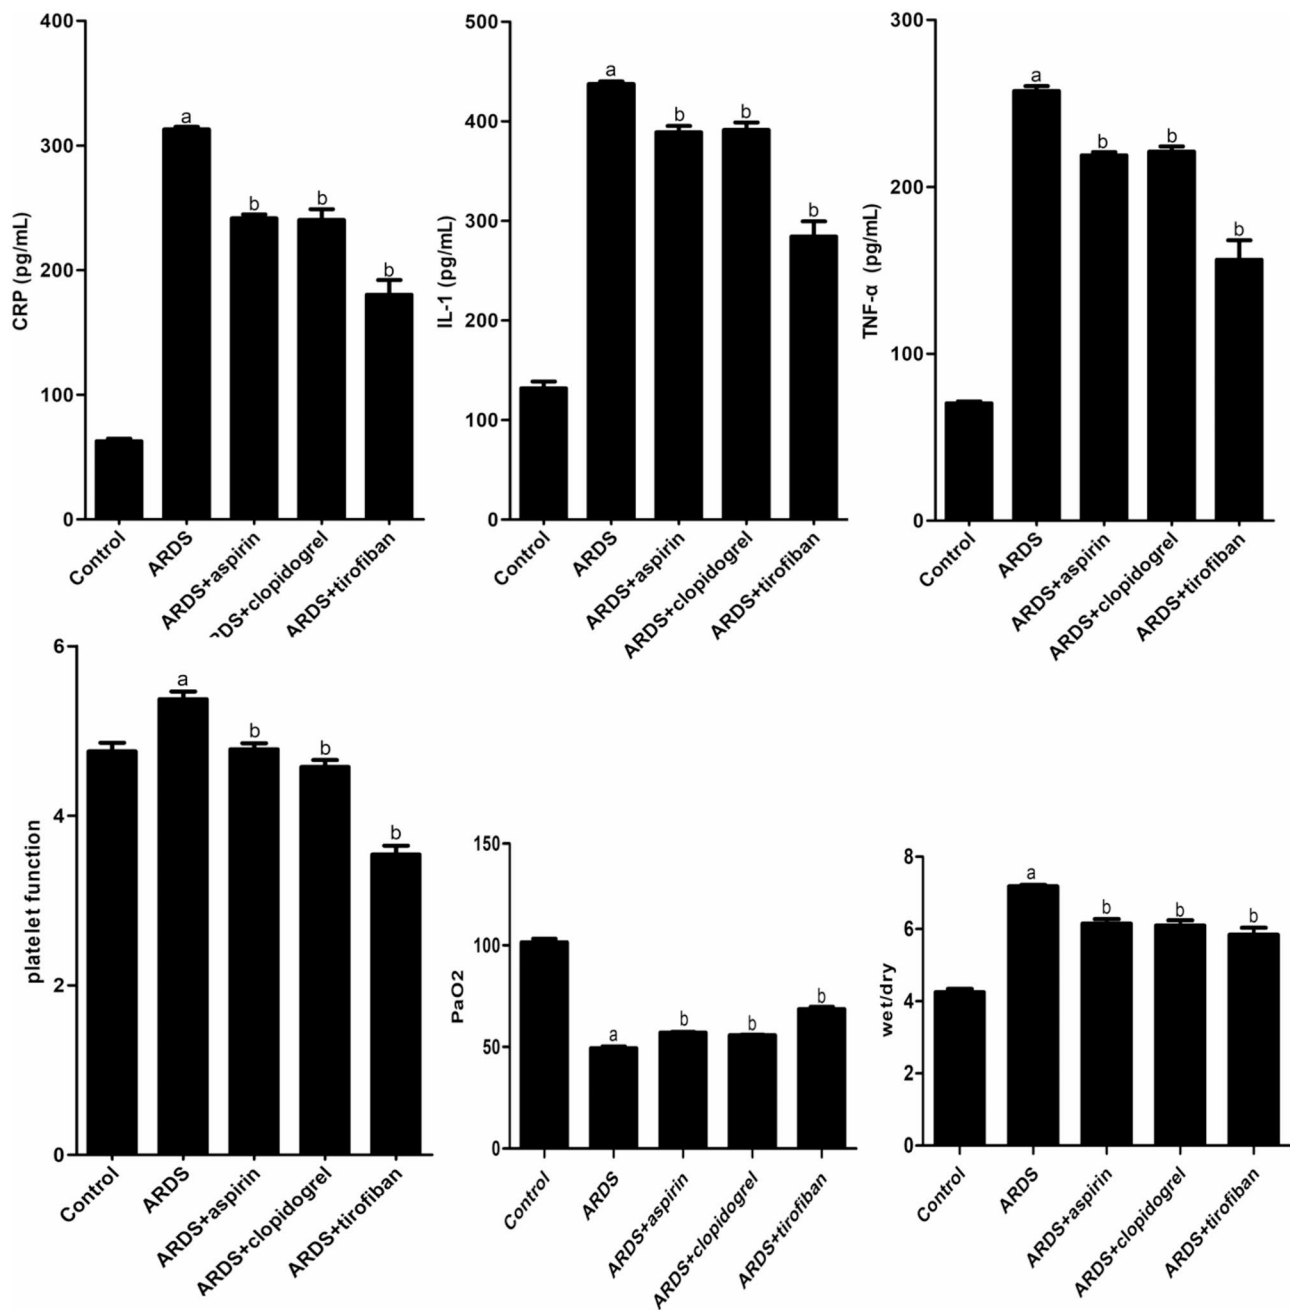 400
300
200
100
0
CRP (pg/mL)
a
b
b
b
Control
ARDS
ARDS+aspirin
RDS+clopidogrel
ARDS+tirofiban
500
400
300
200
100
0
IL-1 (pg/mL)
a
b
b
b
Control
ARDS
ARDS+aspirin
ARDS+clopidogrel
ARDS+tirofiban
300
200
100
0
TNF-α (pg/mL)
a
b
b
b
Control
ARDS
ARDS+aspirin
ARDS+clopidogrel
ARDS+tirofiban
6
4
2
0
platelet function
a
b
b
b
Control
ARDS
ARDS+aspirin
ARDS+clopidogrel
ARDS+tirofiban
150
100
50
0
PaO2
a
b
b
b
Control
ARDS
ARDS+aspirin
ARDS+clopidogrel
ARDS+tirofiban
8
6
4
2
0
wet/dry
a
b
b
b
Control
ARDS
ARDS+aspirin
ARDS+clopidogrel
ARDS+tirofiban